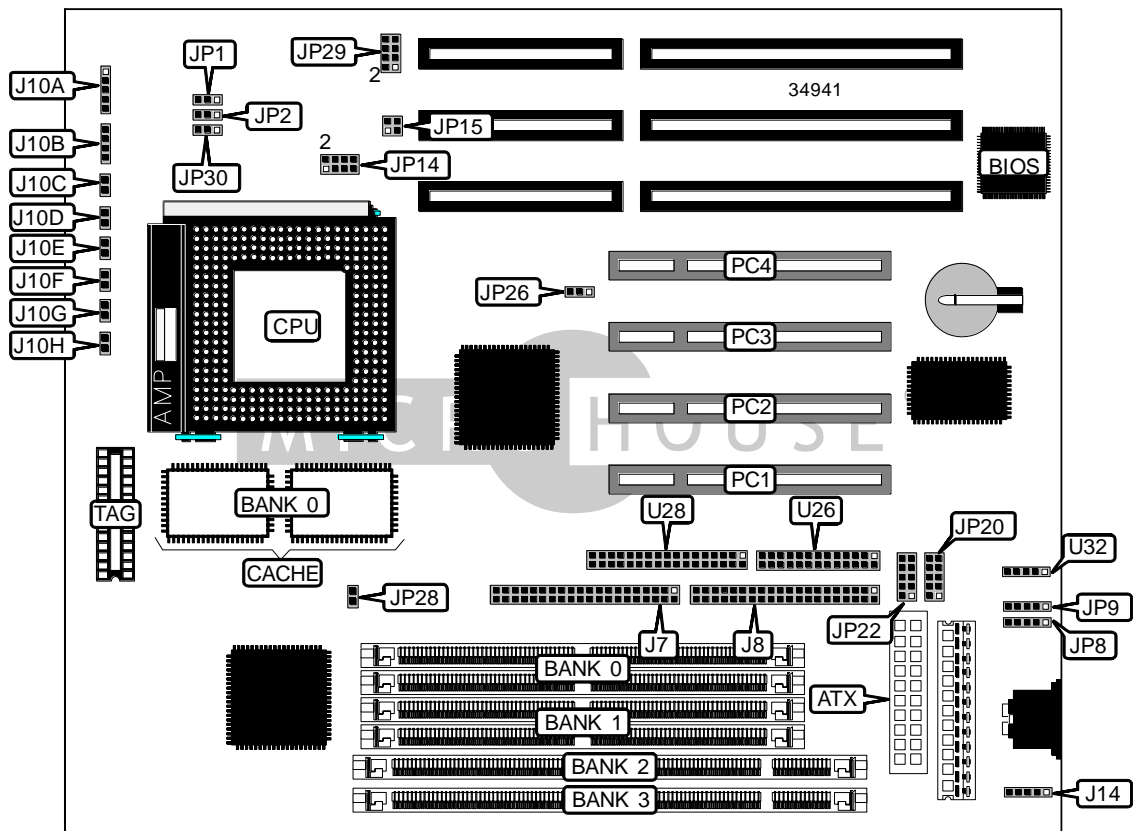 JP1
JP29
J10A
2
34941
JP2
JP15
J10B
2
JP14
BIOS
JP30
J10C
J10D
J10E
PC4
J10F
JP26
J10G
CPU
PC3
J10H
AMP
PC2
MICRO HOUSE
PC1
BANK 0
TAG
U28
U26
JP20
U32
CACHE
JP28
JP9
JP22
J7
J8
JP8
BANK 0
ATX
BANK 1
BANK 2
BANK 3
J14